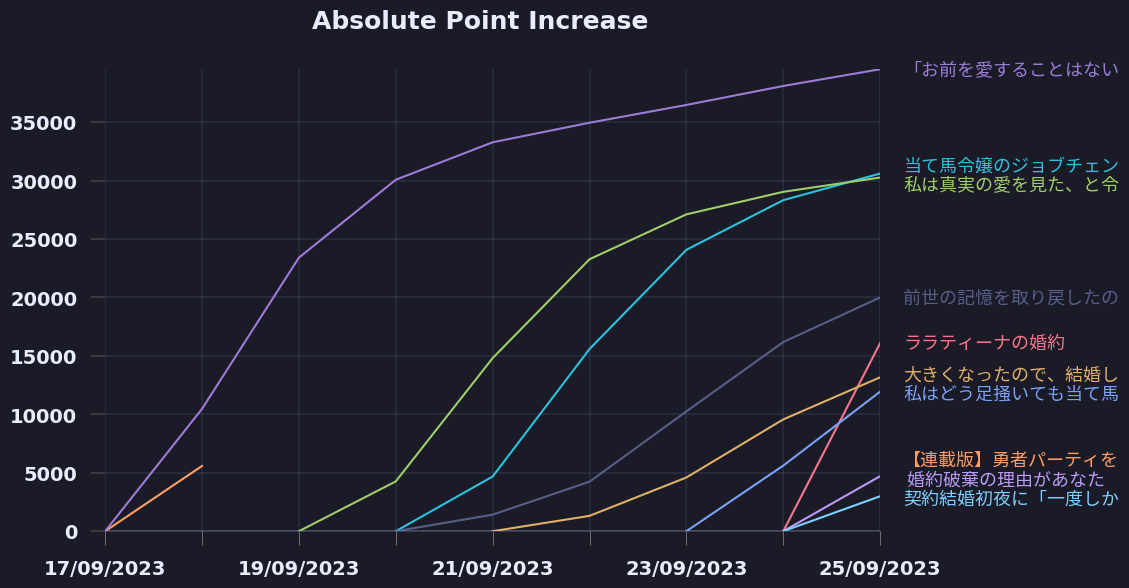 Absolute Point Increase
「お前を愛することはない
35000
当て馬令嬢のジョブチェン
30000
私は真実の愛を見た、と令
25000
20000
前世の記憶を取り戻したの
ララティーナの婚約
15000
大きくなったので、結婚し
私はどう足掻いても当て馬
10000
【連載版】勇者パーティを
5000
婚約破棄の理由があなた
契約結婚初夜に「一度しか
0
17/09/2023 19/09/2023 21/09/2023 23/09/2023 25/09/2023